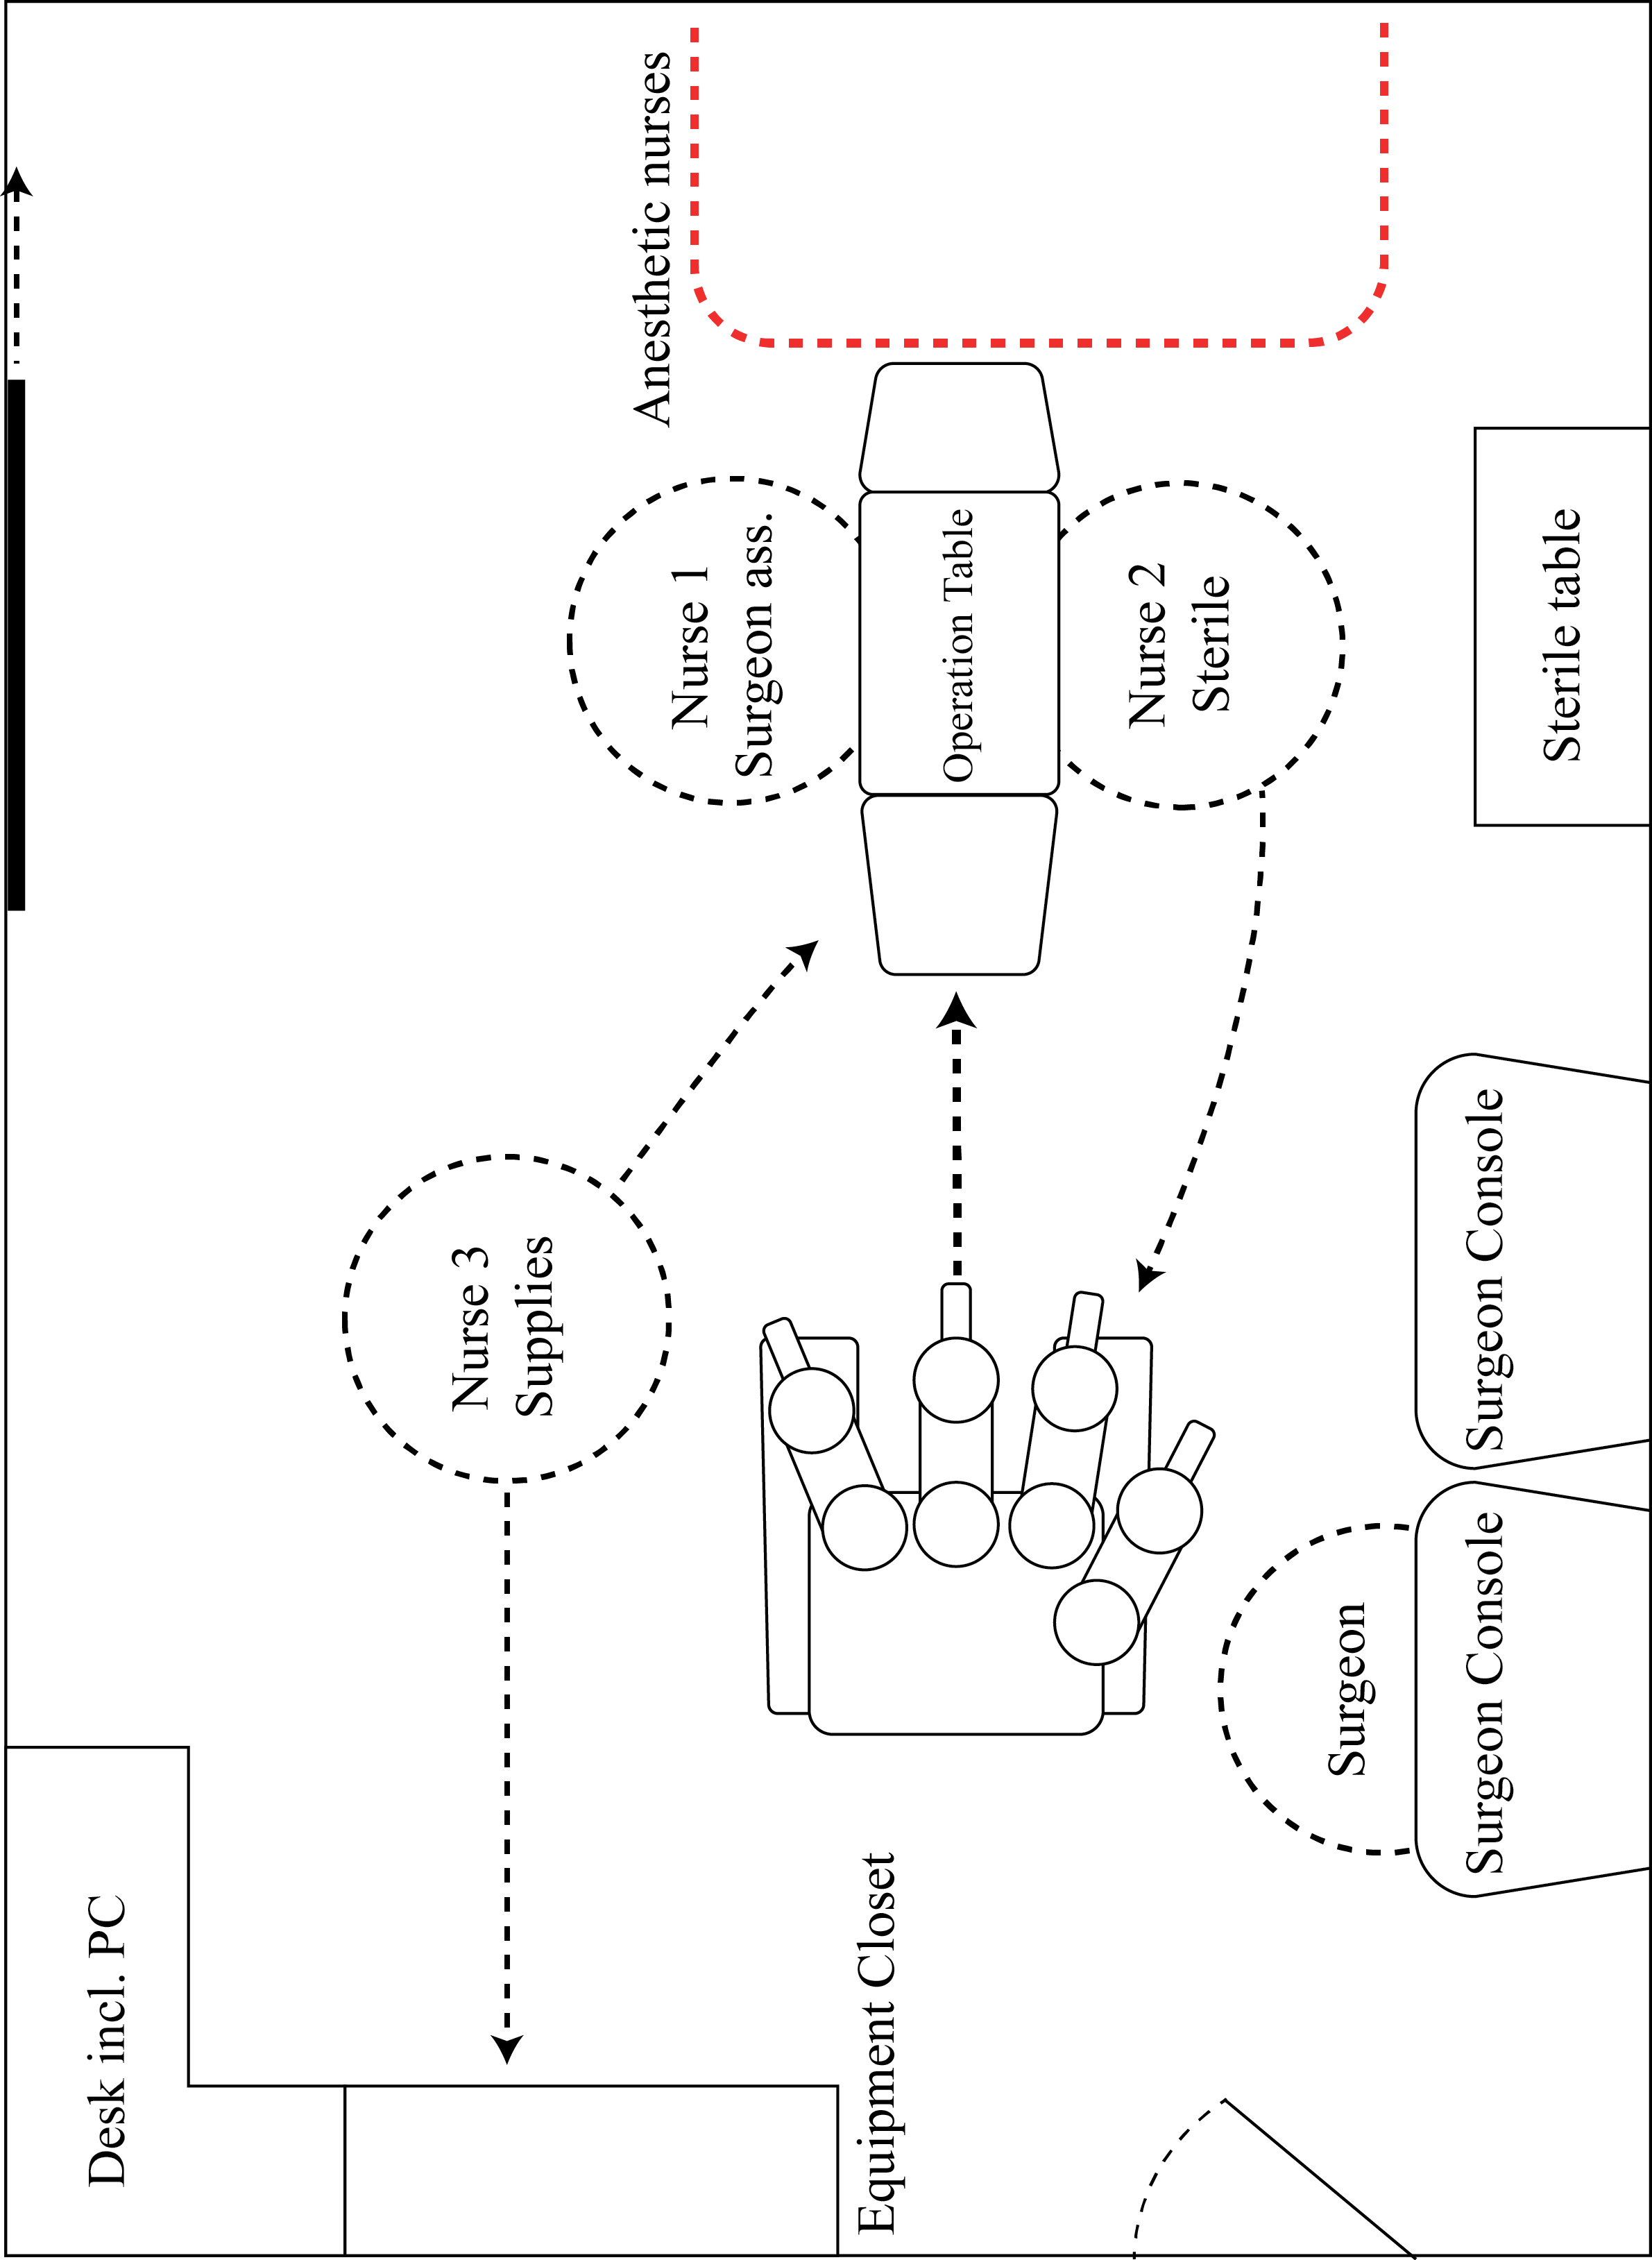 Desk incl. PC
Equipment Closet
Nurse 3
Supplies
Anesthetic nurses
Nurse 1
Surgeon ass.
Operation Table
Nurse 2
Sterile
Sterile table
Surgeon
Surgeon Console
Surgeon Console